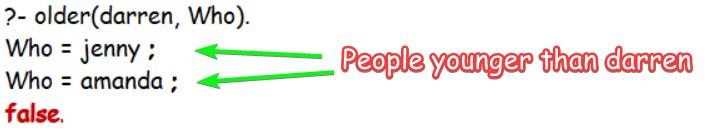 ?- older(darren, Who).
Who = jenny ;
People younger than darren
Who = amanda ;
false.